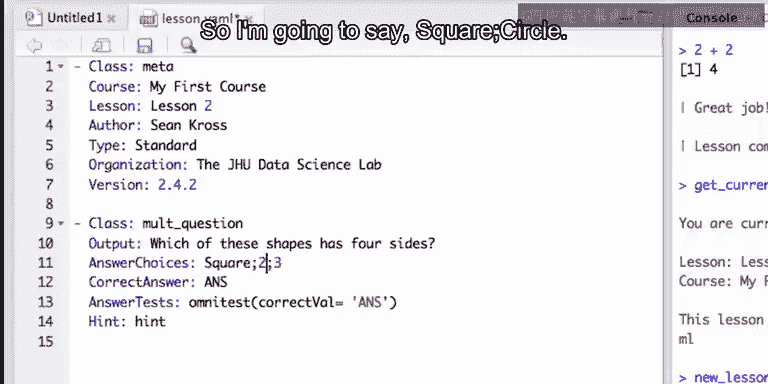 Untitled1
lesson.yaml*
Console
So I'm going to say, Square;Circle.
1 - Class: meta
2 Course: My First Course
3 Lesson: Lesson 2
4 Author: Sean Kross
5 Type: Standard
6 Organization: The JHU Data Science Lab
7 Version: 2.4.2
8
9 - Class: mult_question
10 Output: Which of these shapes has four sides?
11 AnswerChoices: Square;2;3
12 CorrectAnswer: ANS
13 AnswerTests: omnitest(correctVal= 'ANS')
14 Hint: hint
15
> 2 + 2
[1] 4
| Great job!
| Lesson com
> get_curren
You are curr
Lesson: Less
Course: My F
This lesson
ml
> new_lesson